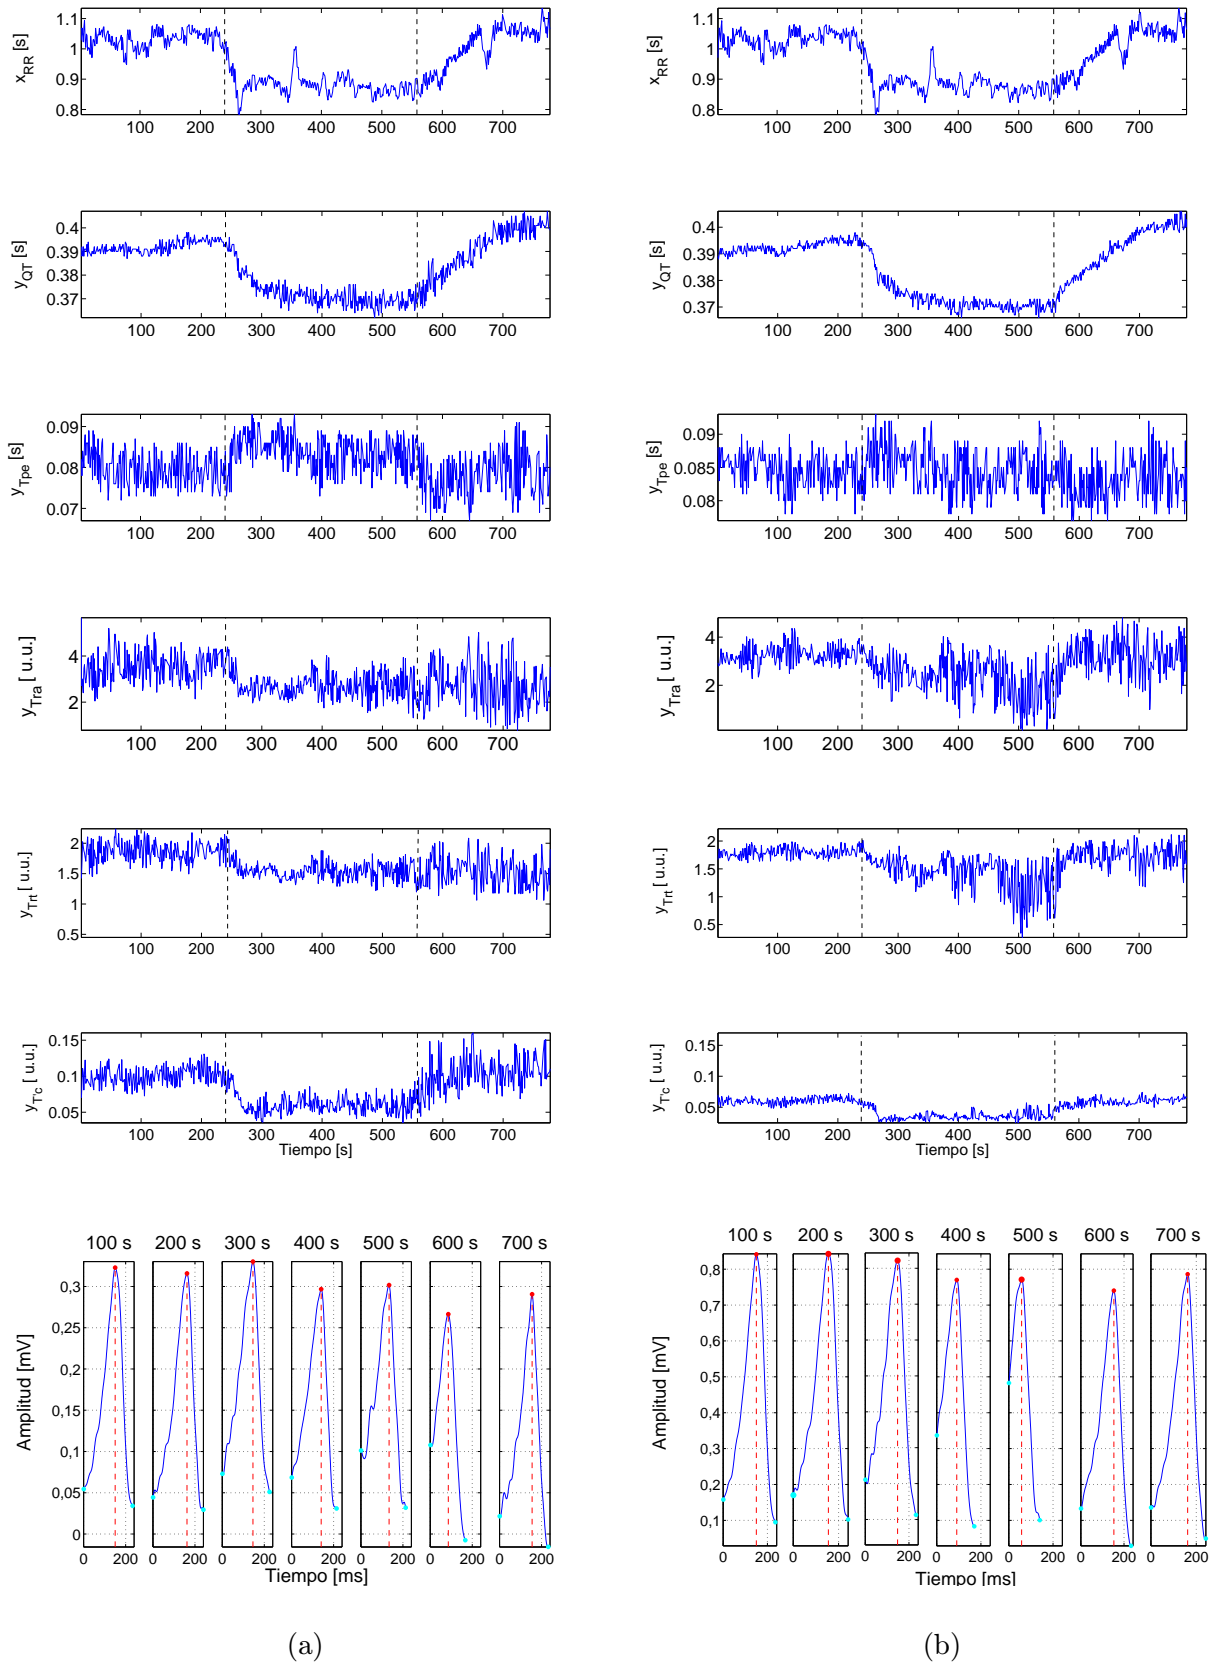 1.1
1
0.9
0.8
x_RR [s]
100 200 300 400 500 600 700
0.4
0.39
0.38
0.37
y_QT [s]
100 200 300 400 500 600 700
0.09
0.08
0.07
y_Tpe [s]
100 200 300 400 500 600 700
4
2
y_Tra [ u.u.]
100 200 300 400 500 600 700
2
1.5
1
0.5
y_Trt [ u.u.]
100 200 300 400 500 600 700
0.15
0.1
0.05
y_T'c [ u.u.]
100 200 300 400 500 600 700
Tiempo [s]
100 s 200 s 300 s 400 s 500 s 600 s 700 s
0,3
0,25
0,2
0,15
0,1
0,05
0
Amplitud [mV]
0 200 0 200 0 200 0 200 0 200 0 200 0 200
Tiempo [ms]
(a)
1.1
1
0.9
0.8
x_RR [s]
100 200 300 400 500 600 700
0.4
0.39
0.38
0.37
y_QT [s]
100 200 300 400 500 600 700
0.09
0.085
0.08
y_Tpe [s]
100 200 300 400 500 600 700
4
2
y_Tra [ u.u.]
100 200 300 400 500 600 700
2
1.5
1
0.5
y_Trt [ u.u.]
100 200 300 400 500 600 700
0.15
0.1
0.05
y_T'c [ u.u.]
100 200 300 400 500 600 700
Tiempo [s]
100 s 200 s 300 s 400 s 500 s 600 s 700 s
0,8
0,7
0,6
0,5
0,4
0,3
0,2
0,1
Amplitud [mV]
0 200 0 200 0 200 0 200 0 200 0 200 0 200
Tiempo [ms]
(b)